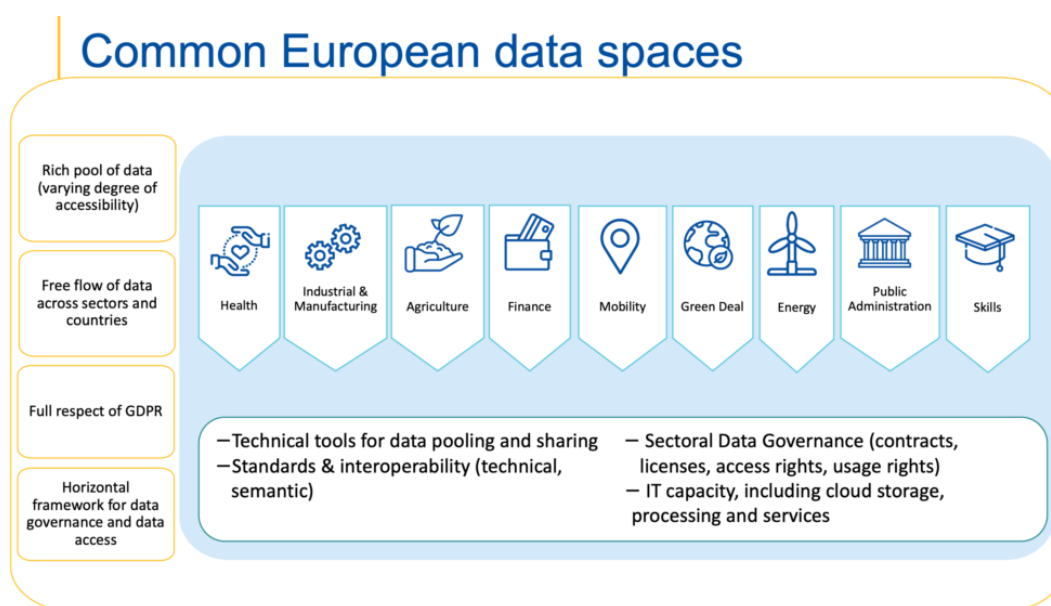 Common European data spaces
Rich pool of data
(varying degree of
accessibility)
Free flow of data
across sectors and
countries
Full respect of GDPR
Horizontal
framework for data
governance and data
access
Health
Industrial &
Manufacturing
Agriculture
Finance
Mobility
Green Deal
Energy
Public
Administration
Skills
—Technical tools for data pooling and sharing
—Standards & interoperability (technical,
semantic)
— Sectoral Data Governance (contracts,
licenses, access rights, usage rights)
— IT capacity, including cloud storage,
processing and services